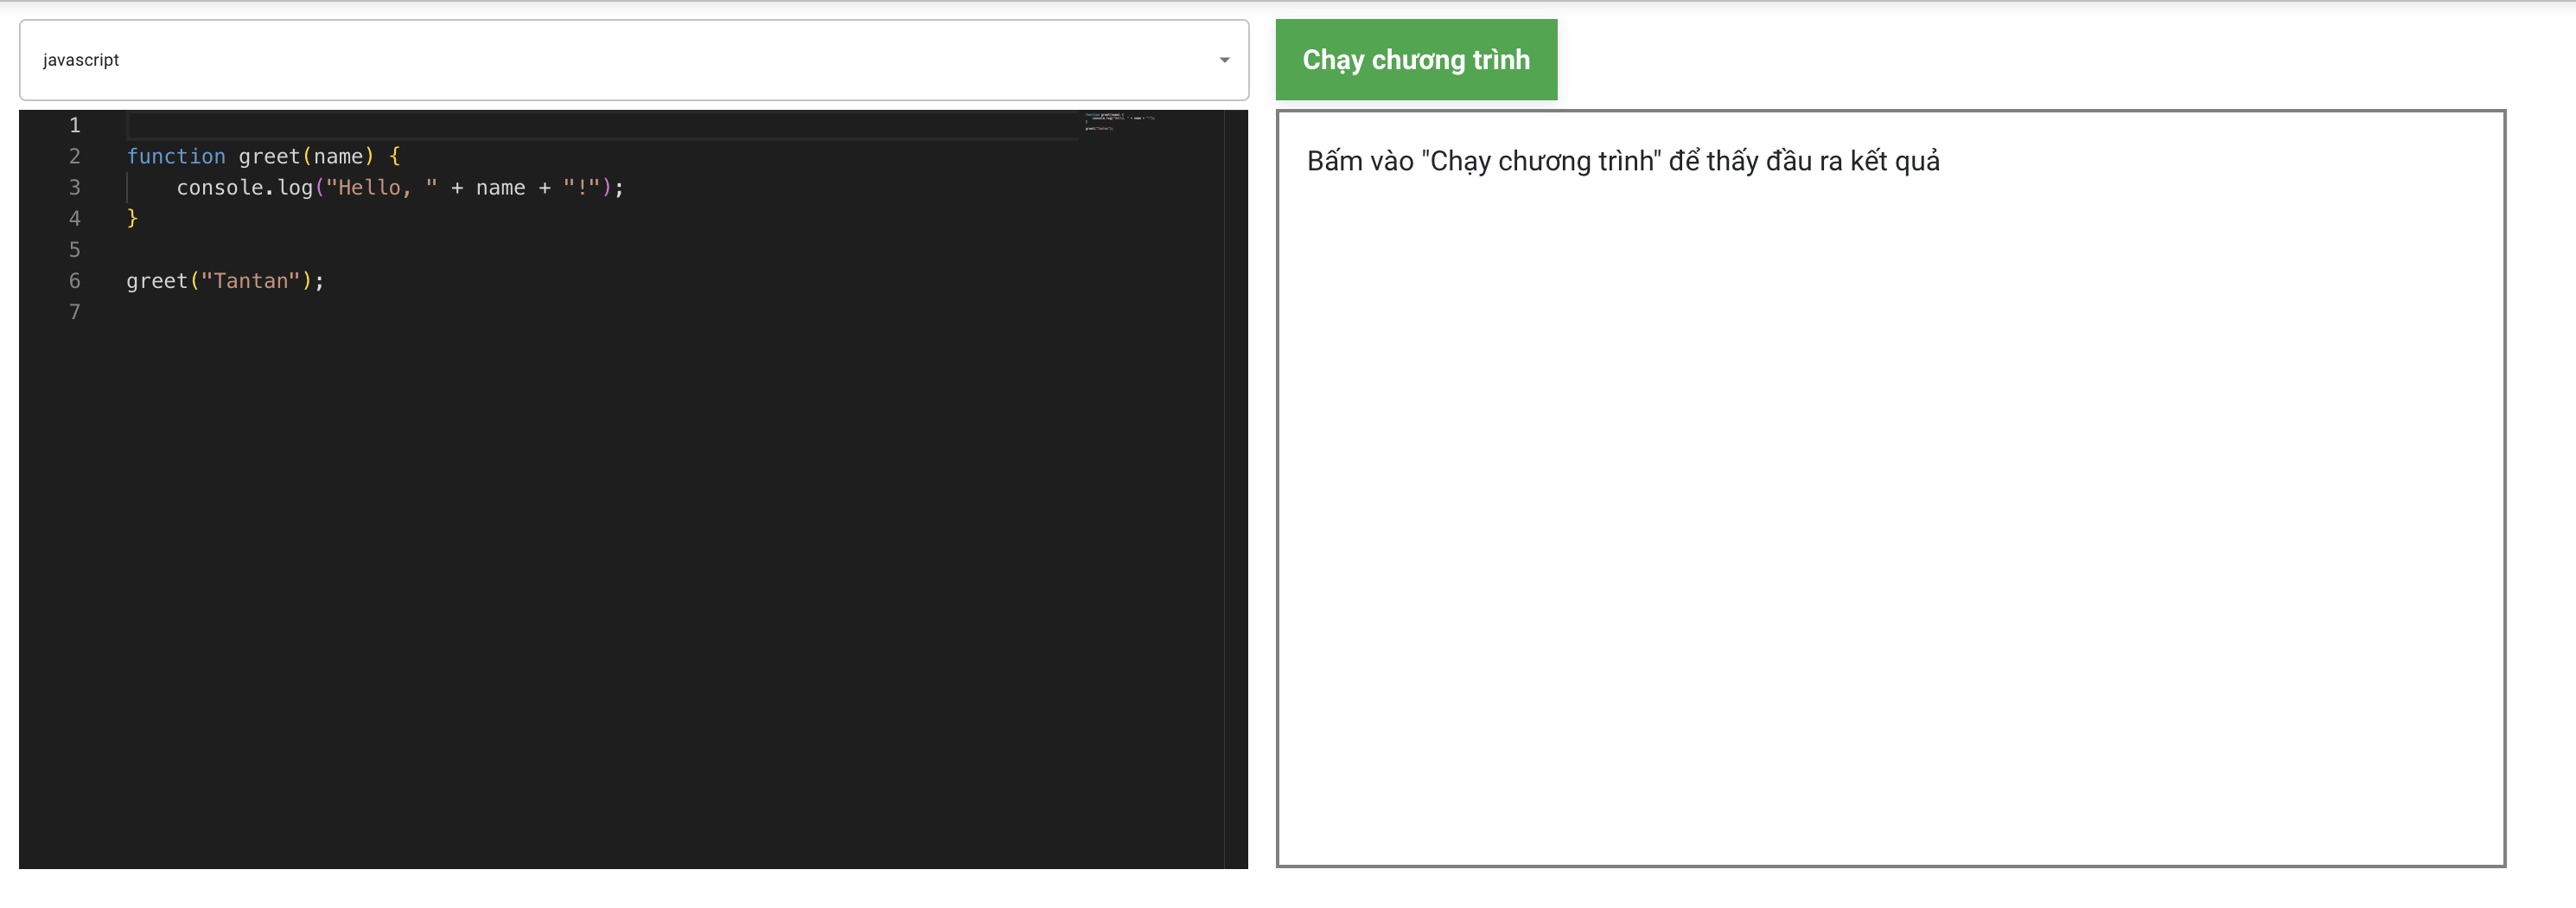 javascript
Chạy chương trình
1
2 function greet(name) {
3 console.log("Hello, " + name + "!");
4 }
5
6 greet("Tantan");
7
Bấm vào "Chạy chương trình" để thấy đầu ra kết quả